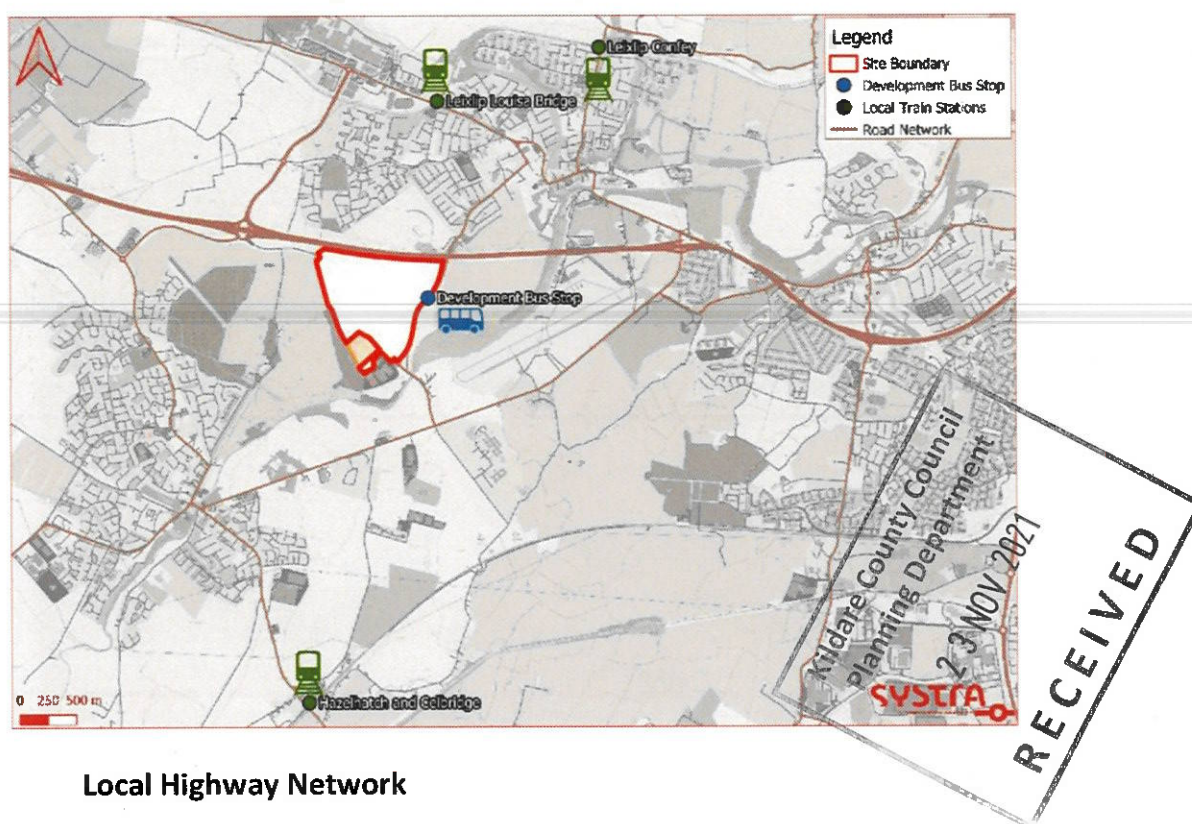 Leixlip Confey
Leixlip Louisa Bridge
Legend
Site Boundary
Development Bus Stop
Local Train Stations
Road Network
Development Bus Stop
Hazelhatch and Celbridge
0 250 500 m
SYSTRA
Kildare County Council
Planning Department
23 NOV 2021
RECEIVED
Local Highway Network